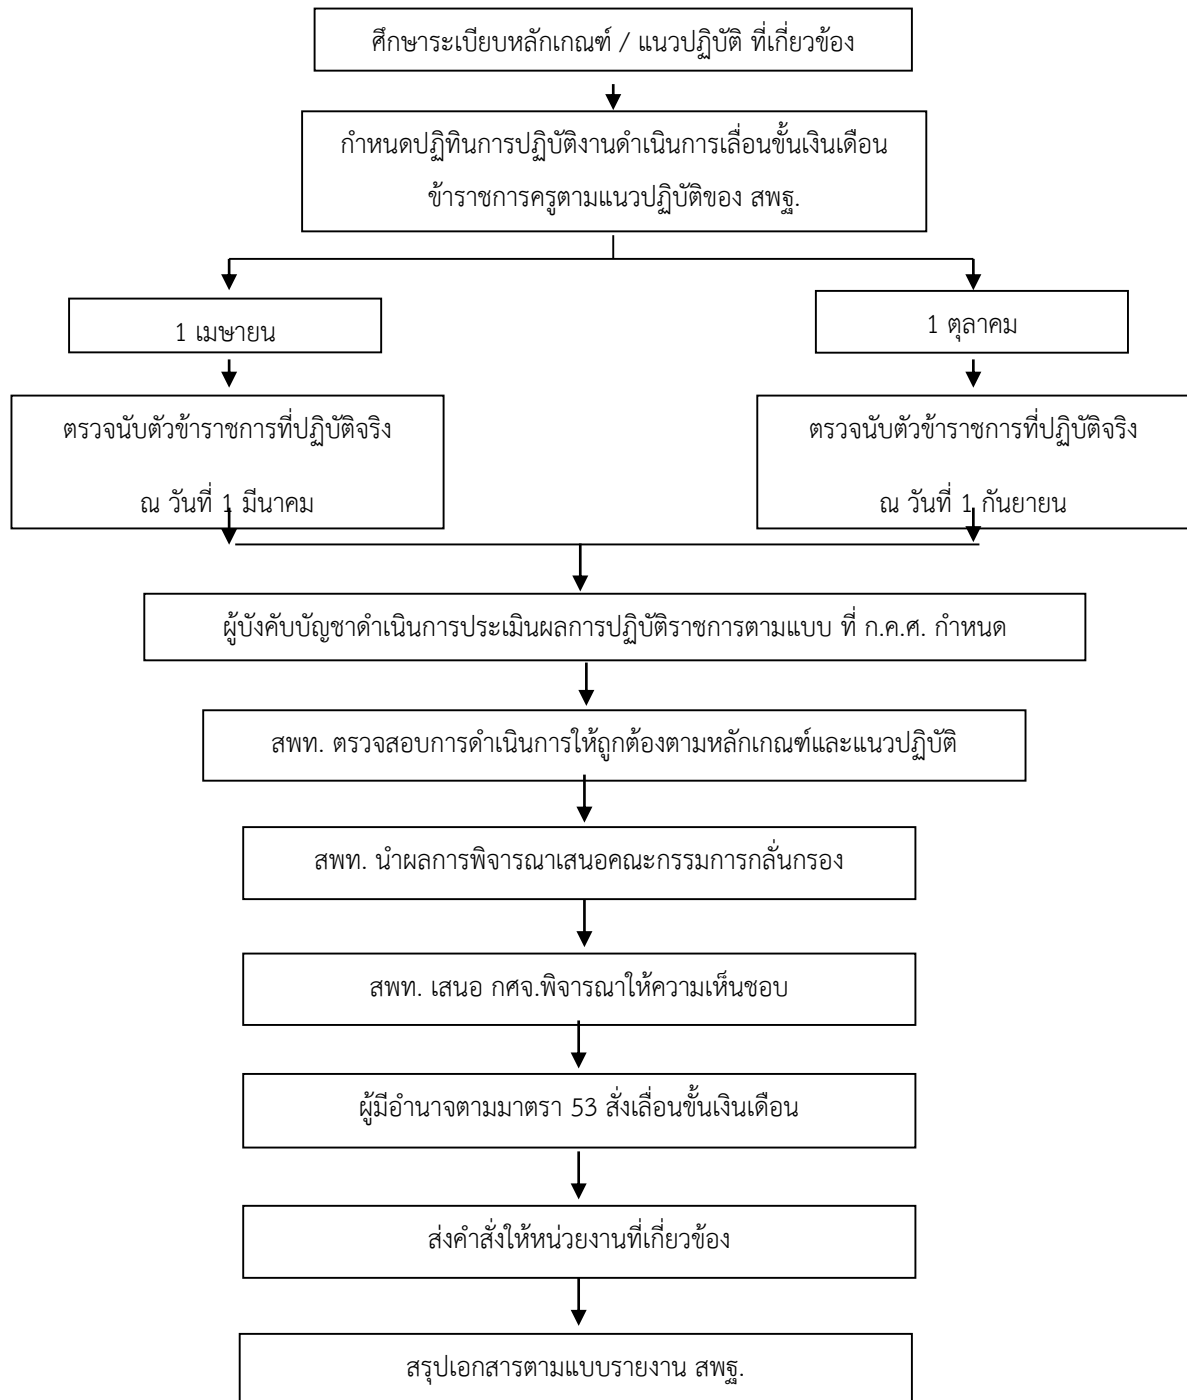 ศึกษาระเบียบหลักเกณฑ์ / แนวปฏิบัติ ที่เกี่ยวข้อง
กำหนดปฏิทินการปฏิบัติงานดำเนินการเลื่อนขั้นเงินเดือน
ข้าราชการครูตามแนวปฏิบัติของ สพฐ.
1 เมษายน
1 ตุลาคม
ตรวจนับตัวข้าราชการที่ปฏิบัติจริง
ณ วันที่ 1 มีนาคม
ตรวจนับตัวข้าราชการที่ปฏิบัติจริง
ณ วันที่ 1 กันยายน
ผู้บังคับบัญชาดำเนินการประเมินผลการปฏิบัติราชการตามแบบ ที่ ก.ค.ศ. กำหนด
สพท. ตรวจสอบการดำเนินการให้ถูกต้องตามหลักเกณฑ์และแนวปฏิบัติ
สพท. นำผลการพิจารณาเสนอคณะกรรมการกลั่นกรอง
สพท. เสนอ กศจ.พิจารณาให้ความเห็นชอบ
ผู้มีอำนาจตามมาตรา 53 สั่งเลื่อนขั้นเงินเดือน
ส่งคำสั่งให้หน่วยงานที่เกี่ยวข้อง
สรุปเอกสารตามแบบรายงาน สพฐ.